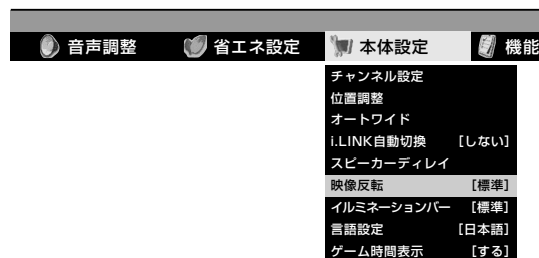 音声調整 省エネ設定 本体設定 機能
チャンネル設定
位置調整
オートワイド
i.LINK自動切換 [しない]
スピーカーディレイ
映像反転 [標準]
イルミネーションバー [標準]
言語設定 [日本語]
ゲーム時間表示 [する]